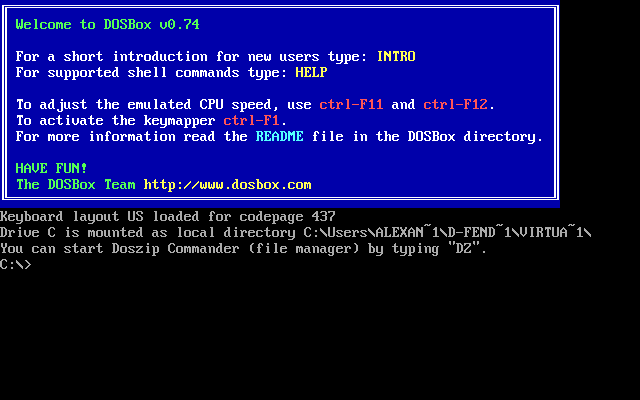 Welcome to DOSBox v0.74
For a short introduction for new users type: INTRO
For supported shell commands type: HELP
To adjust the emulated CPU speed, use ctrl-F11 and ctrl-F12.
To activate the keymapper ctrl-F1.
For more information read the README file in the DOSBox directory.
HAVE FUN!
The DOSBox Team http://www.dosbox.com
Keyboard layout US loaded for codepage 437
Drive C is mounted as local directory C:\Users\ALEXAN~1\D-FEND~1\VIRTUA~1\
You can start Doszip Commander (file manager) by typing "DZ".
C:\>